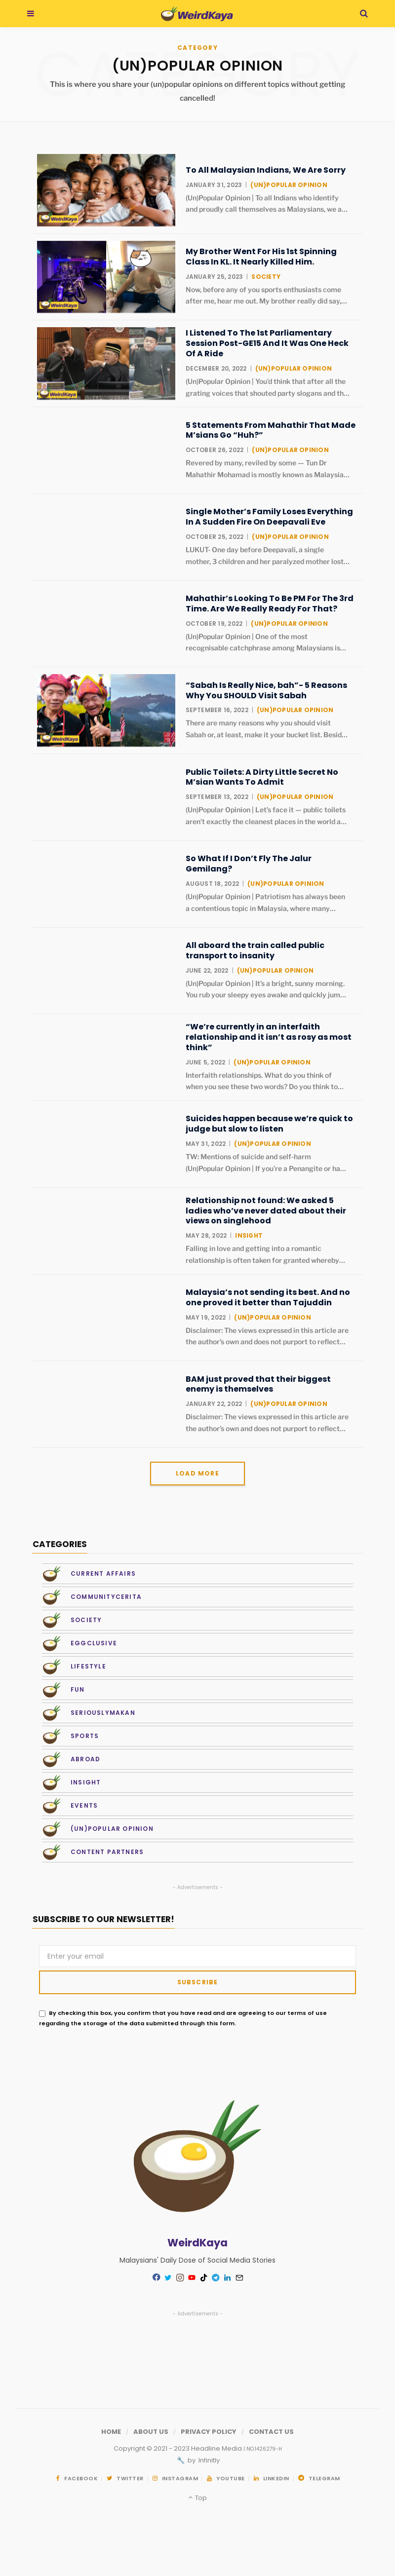 WeirdKaya
CATEGORY
(UN)POPULAR OPINION
This is where you share your (un)popular opinions on different topics without getting
cancelled!
WeirdKaya
To All Malaysian Indians, We Are Sorry
JANUARY 31, 2023 | (UN)POPULAR OPINION
(Un)Popular Opinion | To all Indians who identify
and proudly call themselves as Malaysians, we a...
WeirdKaya
My Brother Went For His 1st Spinning
Class In KL. It Nearly Killed Him.
JANUARY 25, 2023 | SOCIETY
Now, before any of you sports enthusiasts come
after me, hear me out. My brother really did say,...
WeirdKaya
I Listened To The 1st Parliamentary
Session Post-GE15 And It Was One Heck
Of A Ride
DECEMBER 20, 2022 | (UN)POPULAR OPINION
(Un)Popular Opinion | You'd think that after all the
grating voices that shouted party slogans and th...
5 Statements From Mahathir That Made
M'sians Go "Huh?"
OCTOBER 26, 2022 | (UN)POPULAR OPINION
Revered by many, reviled by some — Tun Dr
Mahathir Mohamad is mostly known as Malaysia...
Single Mother's Family Loses Everything
In A Sudden Fire On Deepavali Eve
OCTOBER 25, 2022 | (UN)POPULAR OPINION
LUKUT- One day before Deepavali, a single
mother, 3 children and her paralyzed mother lost...
Mahathir's Looking To Be PM For The 3rd
Time. Are We Really Ready For That?
OCTOBER 19, 2022 | (UN)POPULAR OPINION
(Un)Popular Opinion | One of the most
recognisable catchphrase among Malaysians is...
WeirdKaya
"Sabah Is Really Nice, bah"- 5 Reasons
Why You SHOULD Visit Sabah
SEPTEMBER 16, 2022 | (UN)POPULAR OPINION
There are many reasons why you should visit
Sabah or, at least, make it your bucket list. Besid...
Public Toilets: A Dirty Little Secret No
M'sian Wants To Admit
SEPTEMBER 13, 2022 | (UN)POPULAR OPINION
(Un)Popular Opinion | Let's face it — public toilets
aren't exactly the cleanest places in the world a...
So What If I Don't Fly The Jalur
Gemilang?
AUGUST 18, 2022 | (UN)POPULAR OPINION
(Un)Popular Opinion | Patriotism has always been
a contentious topic in Malaysia, where many...
All aboard the train called public
transport to insanity
JUNE 22, 2022 | (UN)POPULAR OPINION
(Un)Popular Opinion | It's a bright, sunny morning.
You rub your sleepy eyes awake and quickly jum...
"We're currently in an interfaith
relationship and it isn't as rosy as most
think"
JUNE 5, 2022 | (UN)POPULAR OPINION
Interfaith relationships. What do you think of
when you see these two words? Do you think to...
Suicides happen because we're quick to
judge but slow to listen
MAY 31, 2022 | (UN)POPULAR OPINION
TW: Mentions of suicide and self-harm
(Un)Popular Opinion | If you're a Penangite or ha...
Relationship not found: We asked 5
ladies who've never dated about their
views on singlehood
MAY 28, 2022 | INSIGHT
Falling in love and getting into a romantic
relationship is often taken for granted whereby...
Malaysia's not sending its best. And no
one proved it better than Tajuddin
MAY 19, 2022 | (UN)POPULAR OPINION
Disclaimer: The views expressed in this article are
the author's own and does not purport to reflect...
BAM just proved that their biggest
enemy is themselves
JANUARY 22, 2022 | (UN)POPULAR OPINION
Disclaimer: The views expressed in this article are
the author's own and does not purport to reflect...
LOAD MORE
CATEGORIES
CURRENT AFFAIRS
COMMUNITYCERITA
SOCIETY
EGGCLUSIVE
LIFESTYLE
FUN
SERIOUSLYMAKAN
SPORTS
ABROAD
INSIGHT
EVENTS
(UN)POPULAR OPINION
CONTENT PARTNERS
- Advertisements -
SUBSCRIBE TO OUR NEWSLETTER!
Enter your email
SUBSCRIBE
By checking this box, you confirm that you have read and are agreeing to our terms of use
regarding the storage of the data submitted through this form.
WeirdKaya
Malaysians' Daily Dose of Social Media Stories
- Advertisements -
HOME / ABOUT US / PRIVACY POLICY / CONTACT US
Copyright © 2021 - 2023 Headline Media | NO.1426279-H
🔧 by Infinitly
FACEBOOK / TWITTER / INSTAGRAM / YOUTUBE / LINKEDIN / TELEGRAM
Top